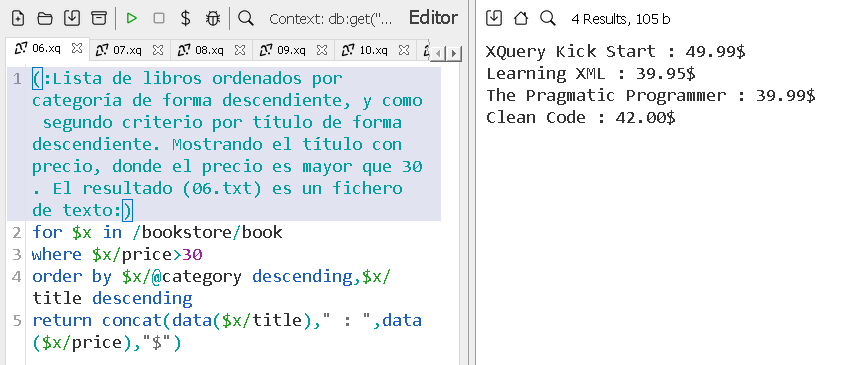 Context: db:get("...
Editor
06.xq
07.xq
08.xq
09.xq
10.xq
1 (:Lista de libros ordenados por
categoría de forma descendiente, y como
segundo criterio por título de forma
descendiente. Mostrando el título con
precio, donde el precio es mayor que 30
. El resultado (06.txt) es un fichero
de texto:)
2 for $x in /bookstore/book
3 where $x/price>30
4 order by $x/@category descending,$x/
title descending
5 return concat(data($x/title)," : ",data
($x/price),"$")
4 Results, 105 b
XQuery Kick Start : 49.99$
Learning XML : 39.95$
The Pragmatic Programmer : 39.99$
Clean Code : 42.00$